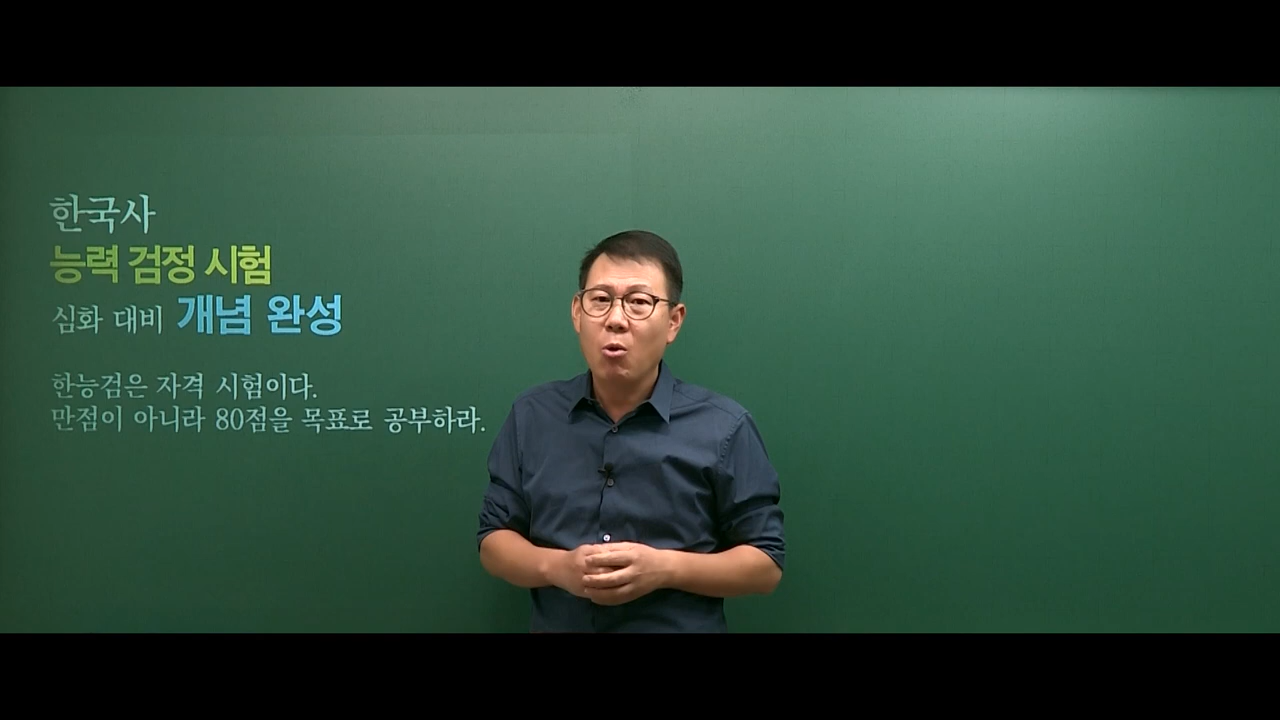 한국사
능력 검정 시험
심화 대비 개념 완성
한능검은 자격 시험이다.
만점이 아니라 80점을 목표로 공부하라.